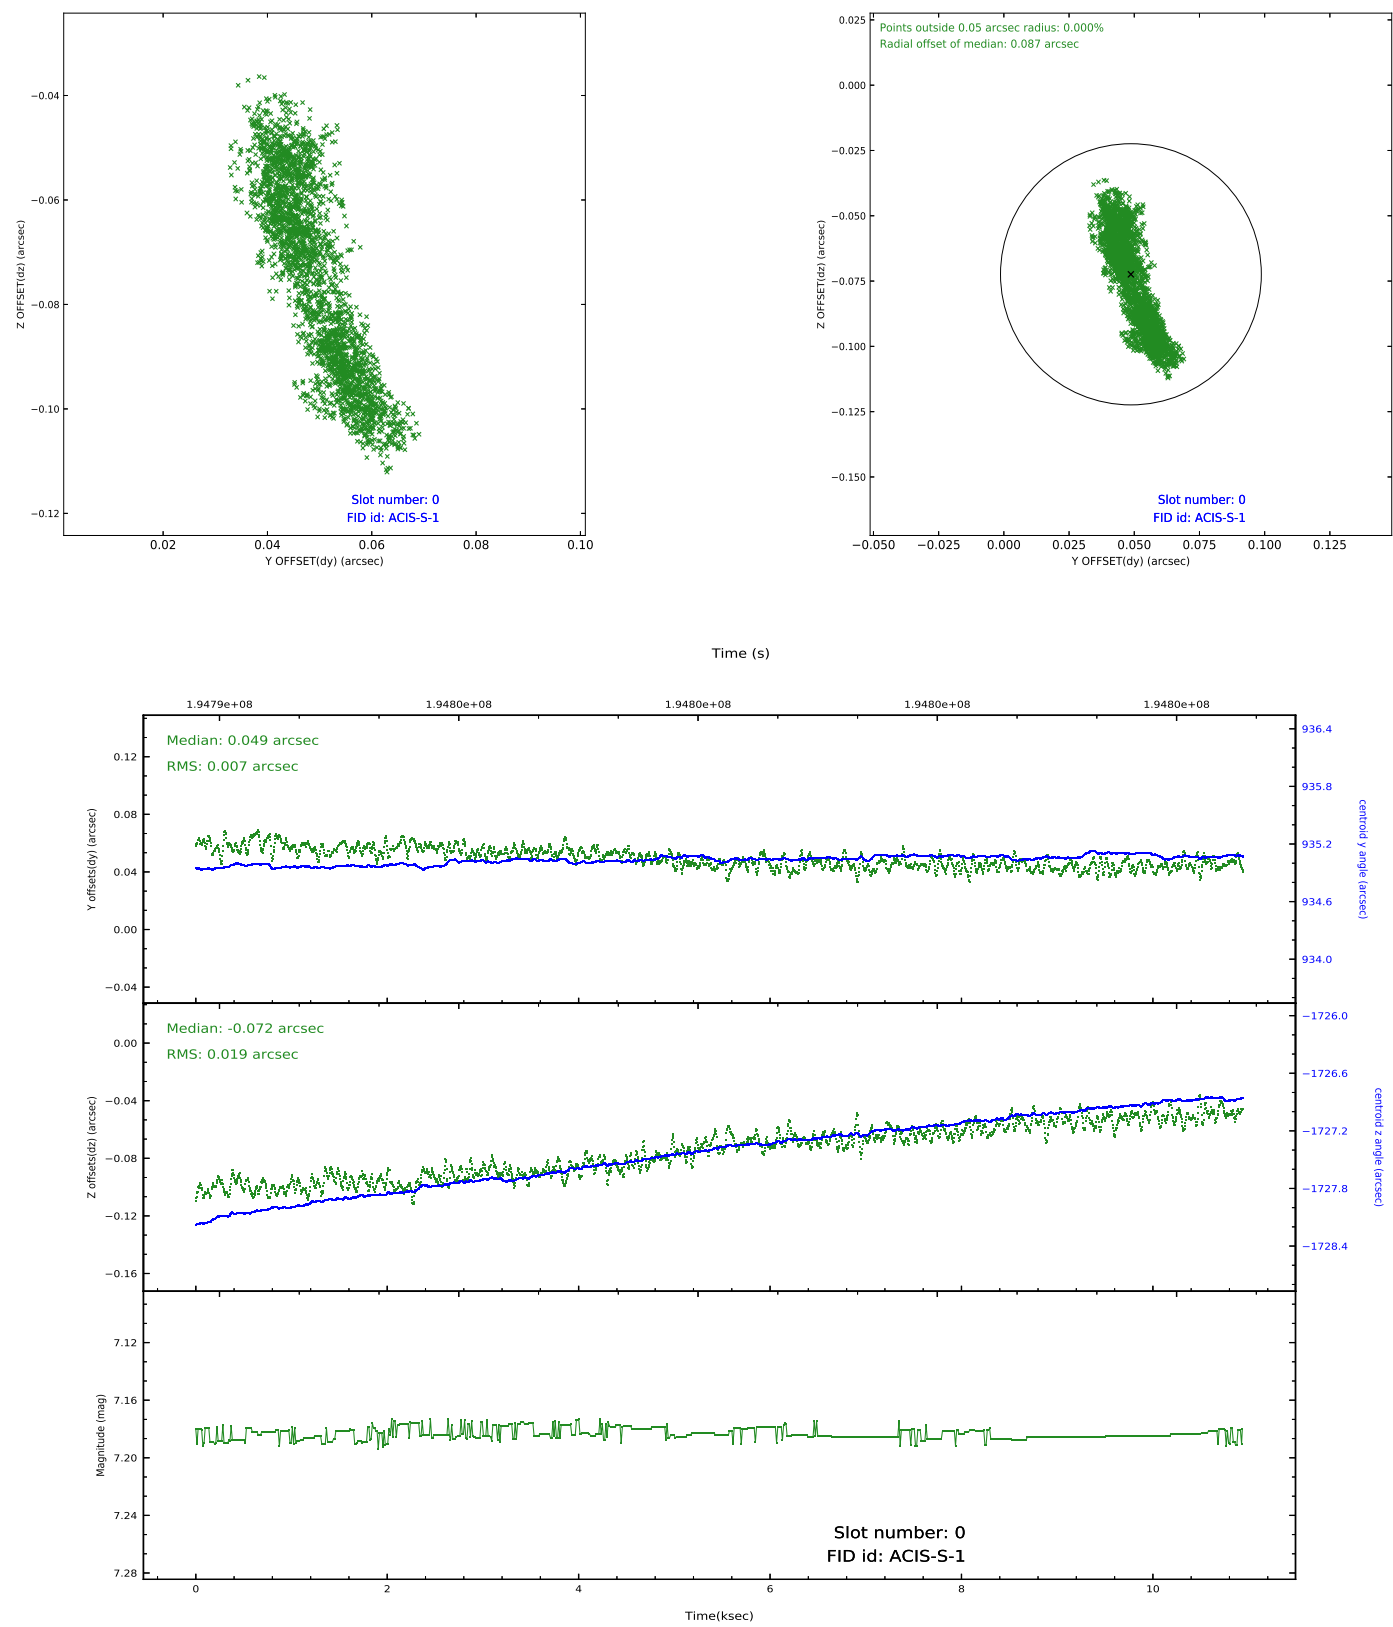 −0.04
−0.06
−0.08
−0.10
−0.12
Z OFFSET(dz) (arcsec)
Slot number: 0
FID id: ACIS-S-1
0.02 0.04 0.06 0.08 0.10
Y OFFSET(dy) (arcsec)
Points outside 0.05 arcsec radius: 0.000%
Radial offset of median: 0.087 arcsec
0.025
0.000
−0.025
−0.050
−0.075
−0.100
−0.125
−0.150
Z OFFSET(dz) (arcsec)
Slot number: 0
FID id: ACIS-S-1
−0.050 −0.025 0.000 0.025 0.050 0.075 0.100 0.125
Y OFFSET(dy) (arcsec)
Time (s)
1.9479e+08 1.9480e+08 1.9480e+08 1.9480e+08 1.9480e+08
Median: 0.049 arcsec
RMS: 0.007 arcsec
0.12
0.08
0.04
0.00
−0.04
Y offsets(dy) (arcsec)
936.4
935.8
935.2
934.6
934.0
centroid y angle (arcsec)
Median: -0.072 arcsec
RMS: 0.019 arcsec
0.00
−0.04
−0.08
−0.12
−0.16
Z offsets(dz) (arcsec)
−1726.0
−1726.6
−1727.2
−1727.8
−1728.4
centroid z angle (arcsec)
7.12
7.16
7.20
7.24
7.28
Magnitude (mag)
Slot number: 0
FID id: ACIS-S-1
0 2 4 6 8 10
Time(ksec)